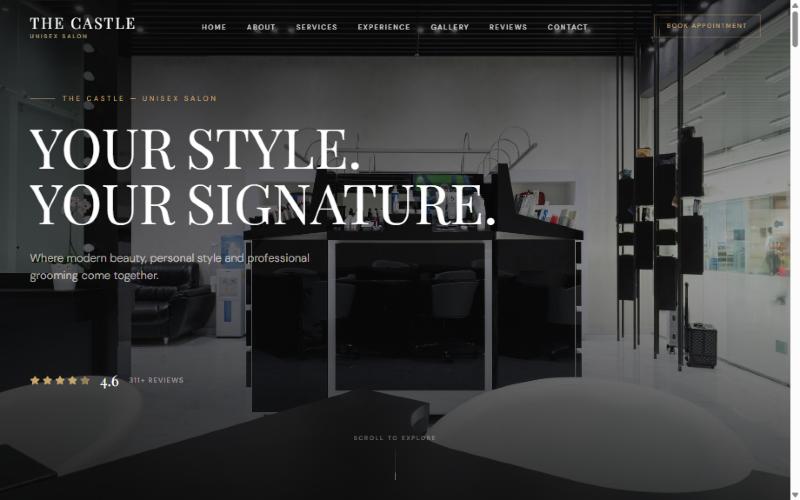 THE CASTLE
UNISEX SALON
HOME ABOUT SERVICES EXPERIENCE GALLERY REVIEWS CONTACT
BOOK APPOINTMENT
THE CASTLE — UNISEX SALON
YOUR STYLE.
YOUR SIGNATURE.
Where modern beauty, personal style and professional
grooming come together.
4.6 311+ REVIEWS
SCROLL TO EXPLORE